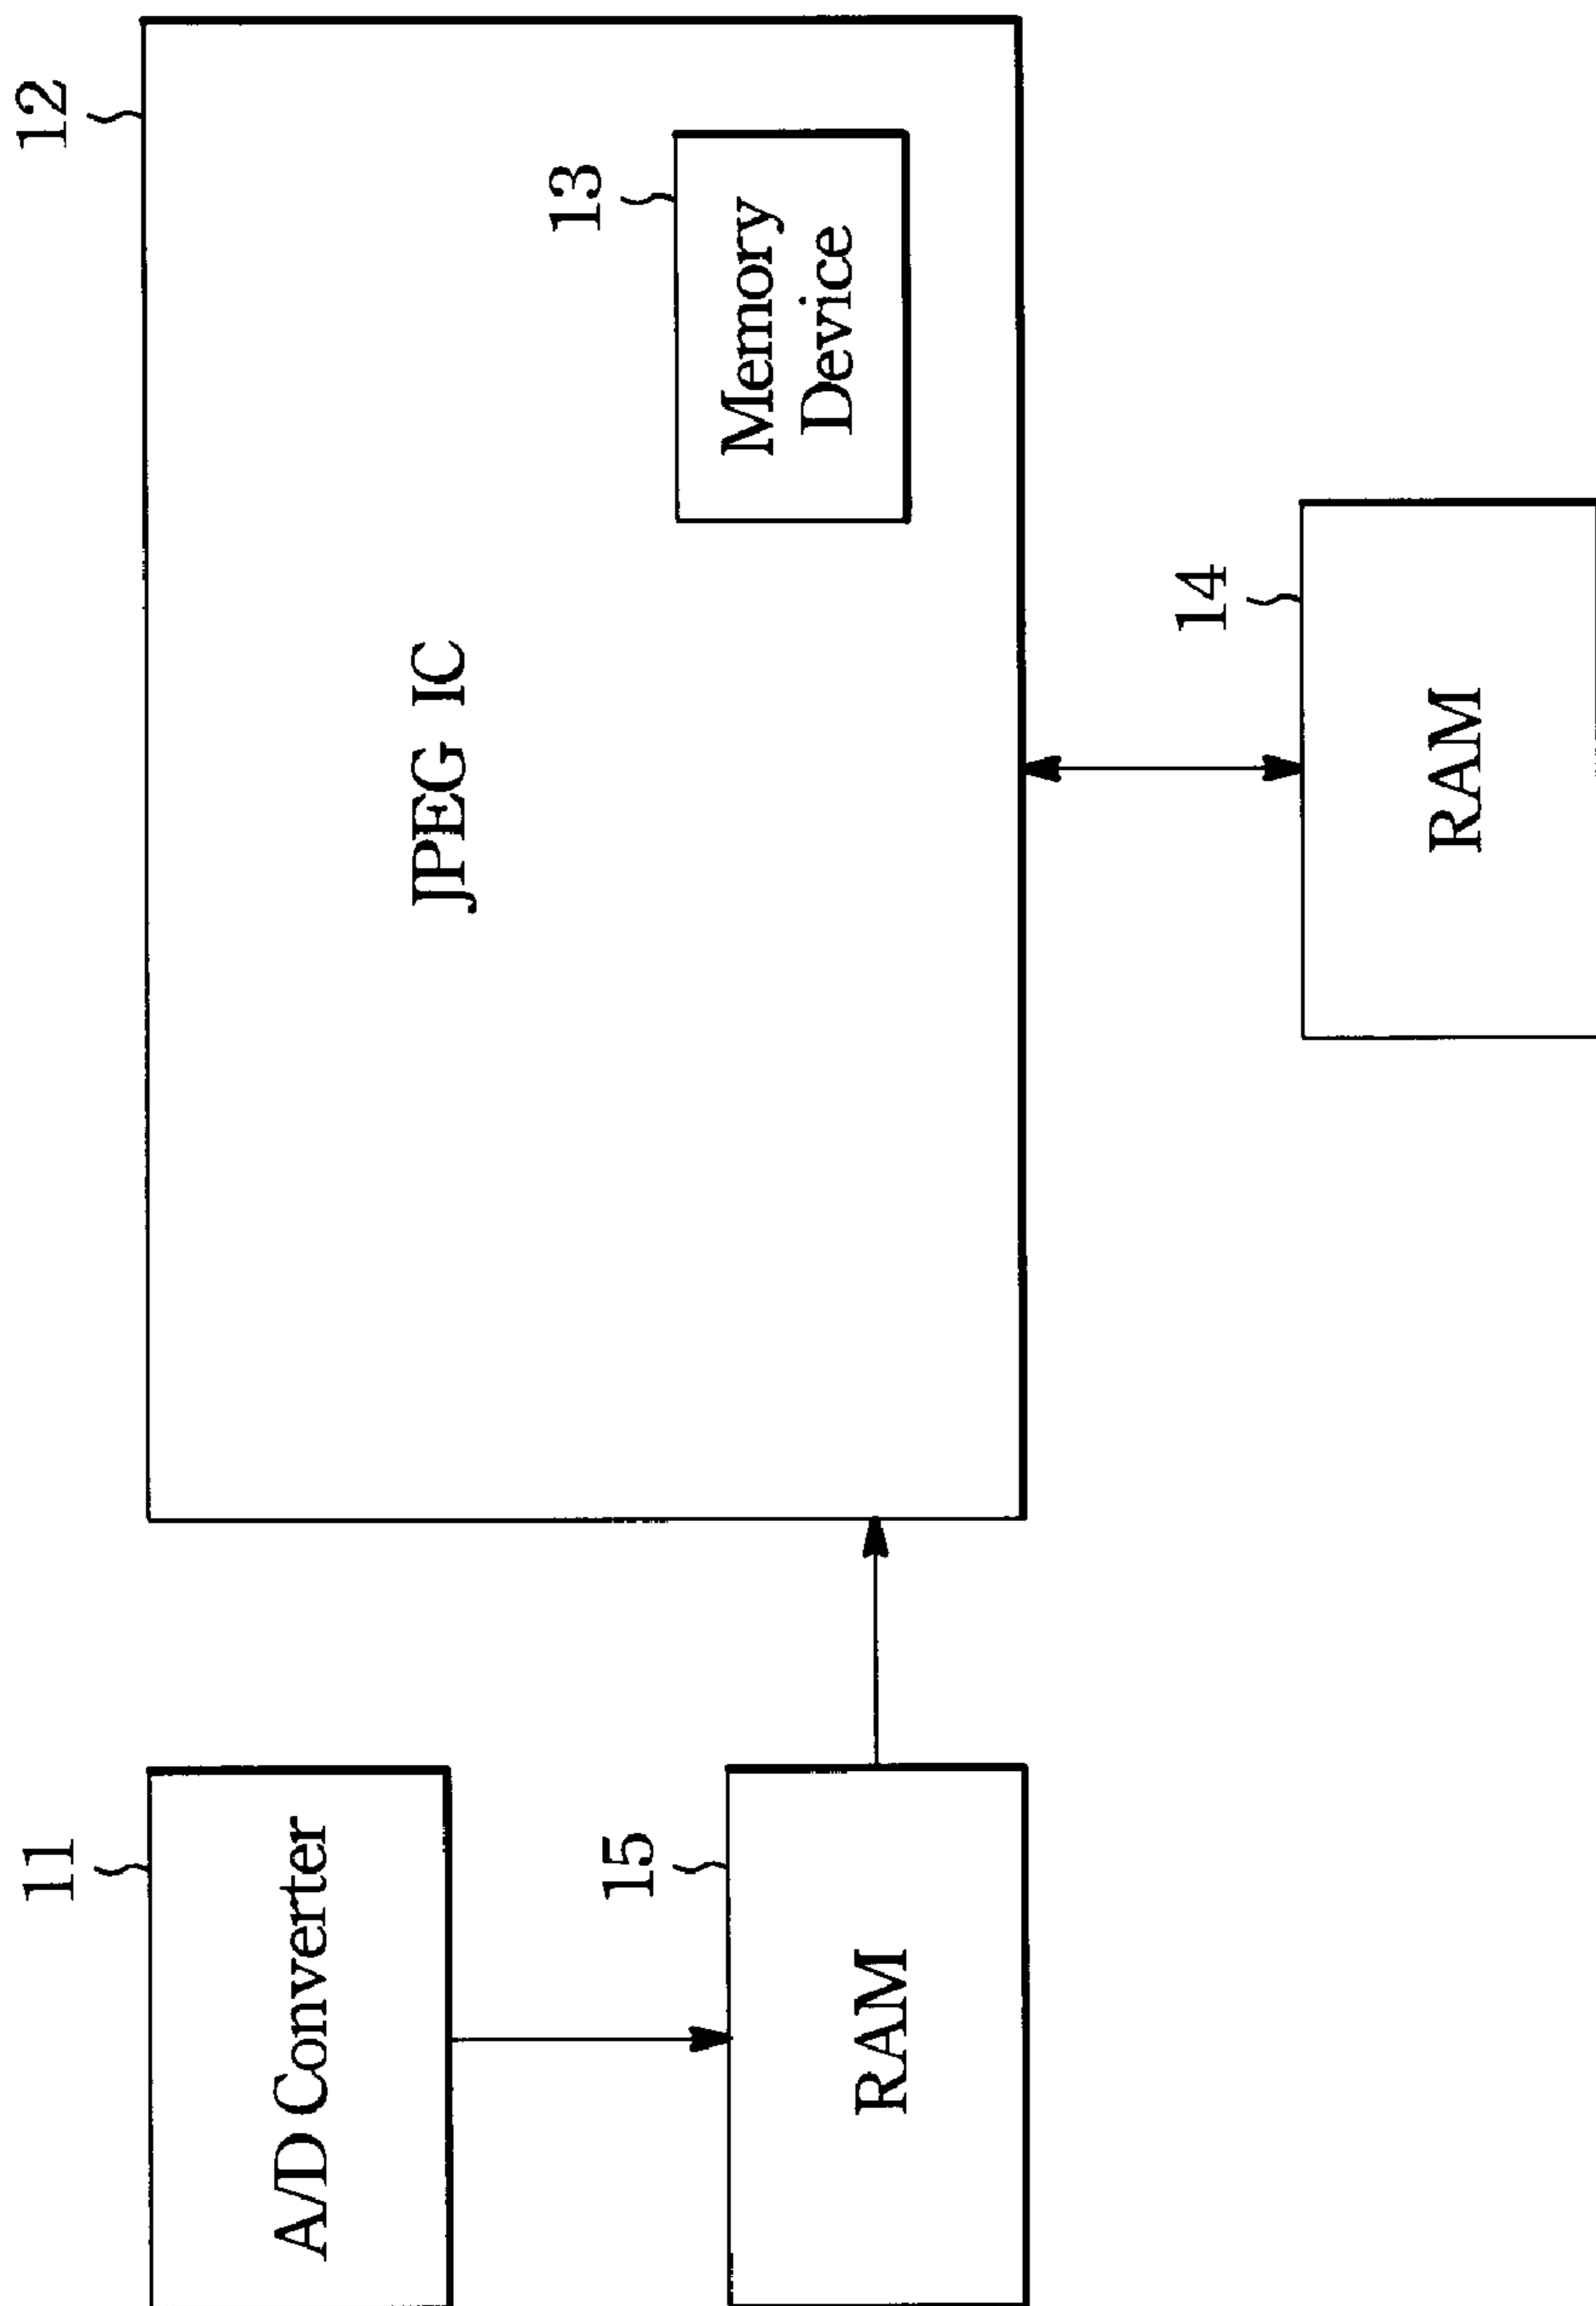 11
A/D Converter
15
RAM
12
JPEG IC
13
Memory
Device
14
RAM